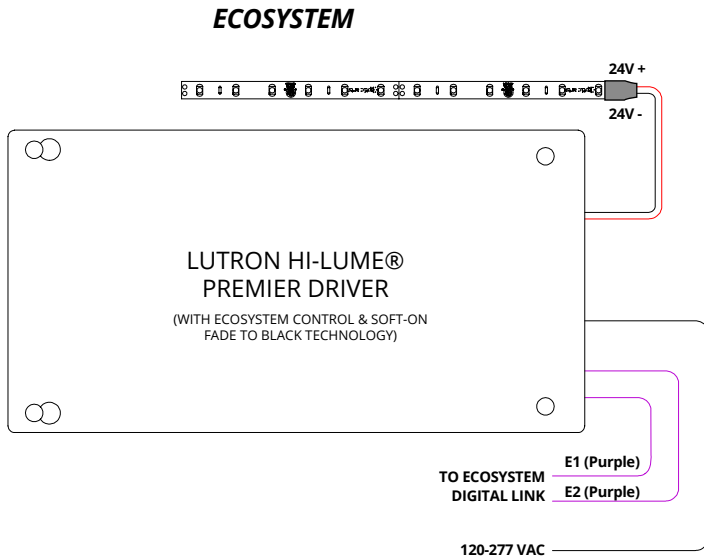 ECOSYSTEM
24V +
24V -
LUTRON HI-LUME®
PREMIER DRIVER
(WITH ECOSYSTEM CONTROL & SOFT-ON
FADE TO BLACK TECHNOLOGY)
E1 (Purple)
TO ECOSYSTEM
DIGITAL LINK
E2 (Purple)
120-277 VAC